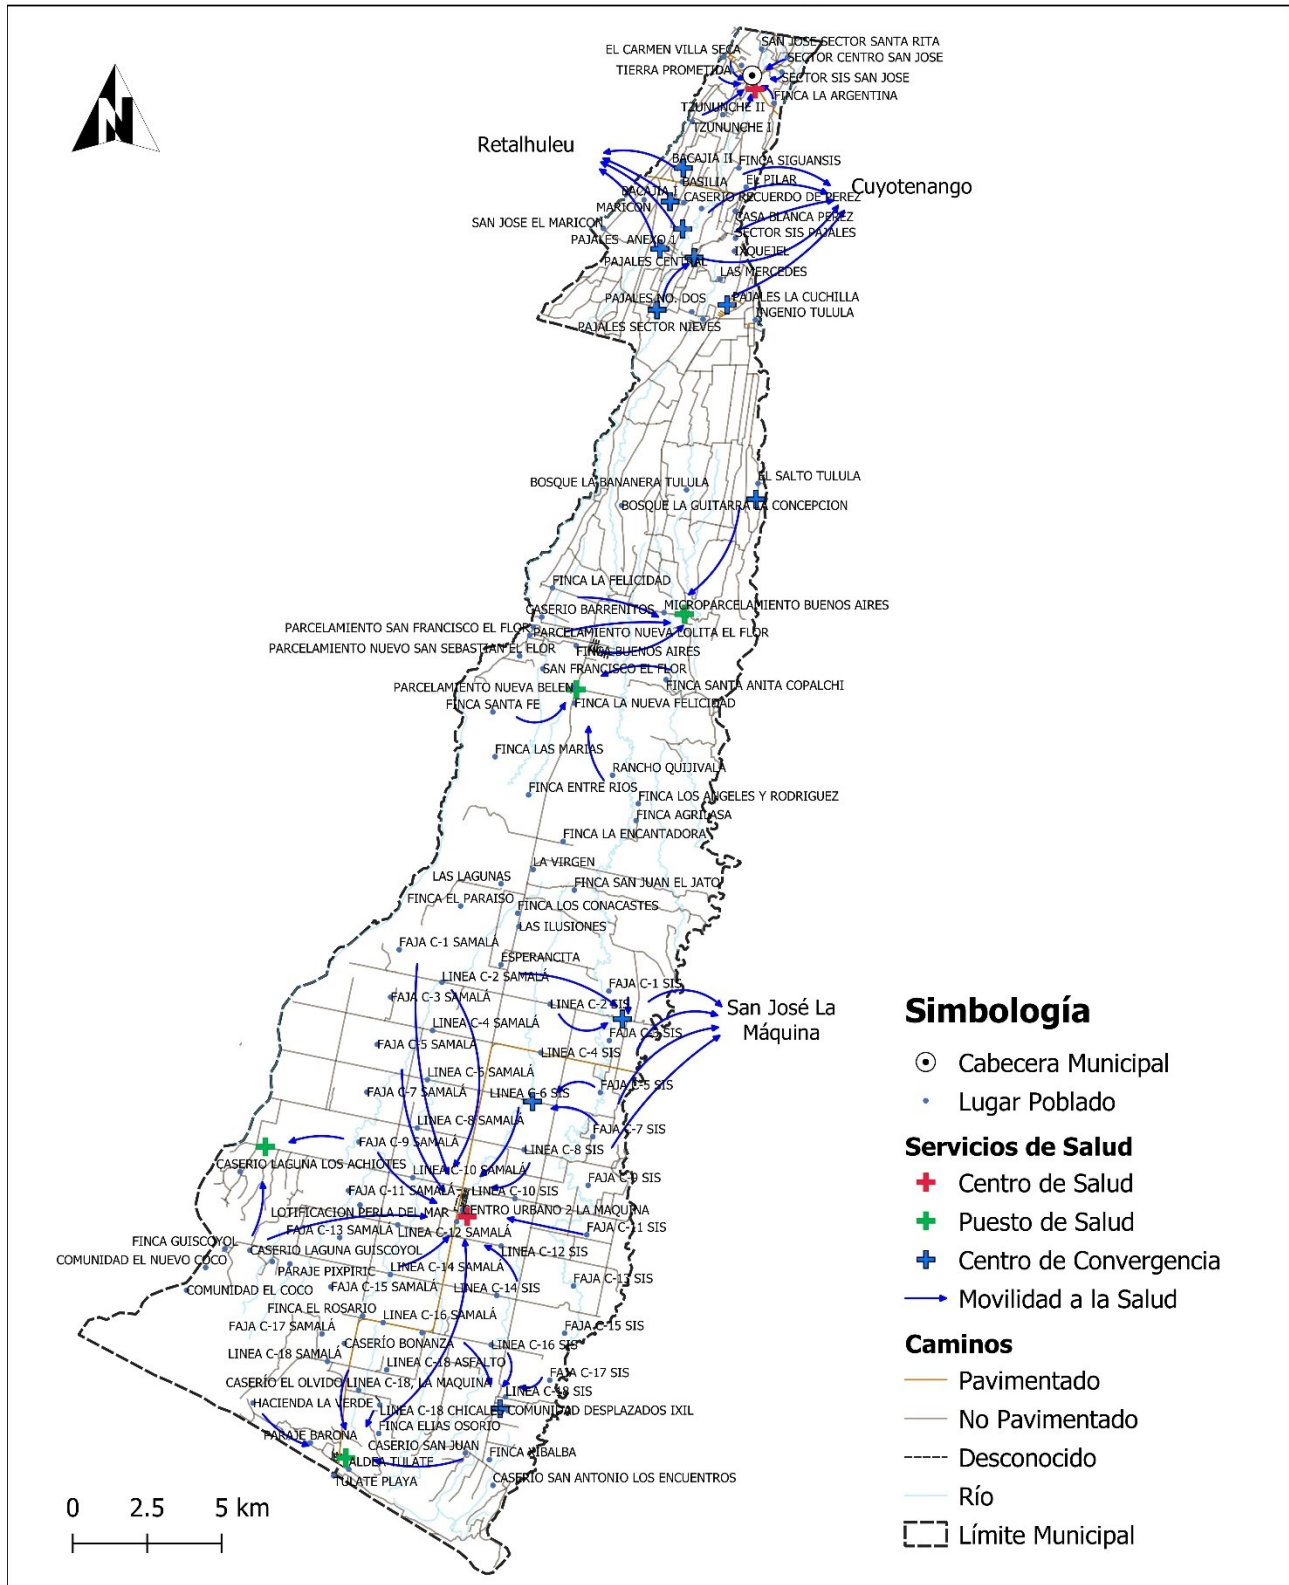 N
EL CARMEN VILLA SECA
SAN JOSE SECTOR SANTA RITA
SECTOR CENTRO SAN JOSE
TIERRA PROMETIDA
SECTOR SIS SAN JOSE
FINCA LA ARGENTINA
TZUNUNCHE II
TZUNUNCHE I
Retalhuleu
BACAJIA II
FINCA SIGUANSIS
BASILIA
EL PILAR
Cuyotenango
BACAJIA I
CASERIO RECUERDO DE PEREZ
MARICON
SAN JOSE EL MARICON
CASA BLANCA PEREZ
SECTOR SIS PAJALES
PAJALES ANEXO 1
IXQUEJEL
PAJALES CENTRAL
LAS MERCEDES
PAJALES NO. DOS
PAJALES LA CUCHILLA
INGENIO TULULA
PAJALES SECTOR NIEVES
EL SALTO TULULA
BOSQUE LA BANANERA TULULA
BOSQUE LA GUITARRA LA CONCEPCION
FINCA LA FELICIDAD
CASERIO BARRENITOS
MICROPARCELAMIENTO BUENOS AIRES
PARCELAMIENTO SAN FRANCISCO EL FLOR
PARCELAMIENTO NUEVA LOLITA EL FLOR
PARCELAMIENTO NUEVO SAN SEBASTIAN EL FLOR
FINCA BUENOS AIRES
SAN FRANCISCO EL FLOR
FINCA SANTA ANITA COPALCHI
PARCELAMIENTO NUEVA BELEN
FINCA SANTA FE
FINCA LA NUEVA FELICIDAD
FINCA LAS MARIAS
RANCHO QUIJIVALA
FINCA ENTRE RIOS
FINCA LOS ANGELES Y RODRIGUEZ
FINCA AGRILASA
FINCA LA ENCANTADORA
LA VIRGEN
LAS LAGUNAS
FINCA SAN JUAN EL JATO
FINCA EL PARAISO
FINCA LOS CONACASTES
LAS ILUSIONES
FAJA C-1 SAMALÁ
ESPERANCITA
LINEA C-2 SAMALÁ
FAJA C-1 SIS
FAJA C-3 SAMALÁ
LINEA C-2 SIS
San José La
Máquina
LINEA C-4 SAMALÁ
FAJA C-3 SIS
FAJA C-5 SAMALÁ
LINEA C-4 SIS
LINEA C-6 SAMALÁ
FAJA C-5 SIS
FAJA C-7 SAMALÁ
LINEA C-6 SIS
LINEA C-8 SAMALÁ
FAJA C-7 SIS
FAJA C-9 SAMALÁ
LINEA C-8 SIS
CASERIO LAGUNA LOS ACHIOTES
LINEA C-10 SAMALÁ
FAJA C-9 SIS
FAJA C-11 SAMALÁ
LINEA C-10 SIS
LOTIFICACION PERLA DEL MAR
CENTRO URBANO 2 LA MAQUINA
FAJA C-13 SAMALÁ
LINEA C-12 SAMALÁ
FAJA C-11 SIS
FINCA GUISCOYOL
CASERIO LAGUNA GUISCOYOL
LINEA C-12 SIS
COMUNIDAD EL NUEVO COCO
PARAJE PIXPIRIC
LINEA C-14 SAMALÁ
COMUNIDAD EL COCO
FAJA C-15 SAMALÁ
LINEA C-14 SIS
FAJA C-13 SIS
FINCA EL ROSARIO
LINEA C-16 SAMALÁ
FAJA C-17 SAMALÁ
FAJA C-15 SIS
CASERÍO BONANZA
LINEA C-16 SIS
LINEA C-18 SAMALÁ
LINEA C-18 ASFALTO
FAJA C-17 SIS
CASERÍO EL OLVIDO LINEA C-18, LA MAQUINA
LINEA C-18 SIS
HACIENDA LA VERDE
LINEA C-18 CHICALES
COMUNIDAD DESPLAZADOS IXIL
FINCA ELIAS OSORIO
PARAJE BARONA
CASERIO SAN JUAN
FINCA XIBALBA
ALDEA TULATE
TULATE PLAYA
CASERIO SAN ANTONIO LOS ENCUENTROS
0 2.5 5 km
Simbología
Cabecera Municipal
Lugar Poblado
Servicios de Salud
Centro de Salud
Puesto de Salud
Centro de Convergencia
Movilidad a la Salud
Caminos
Pavimentado
No Pavimentado
Desconocido
Río
Límite Municipal